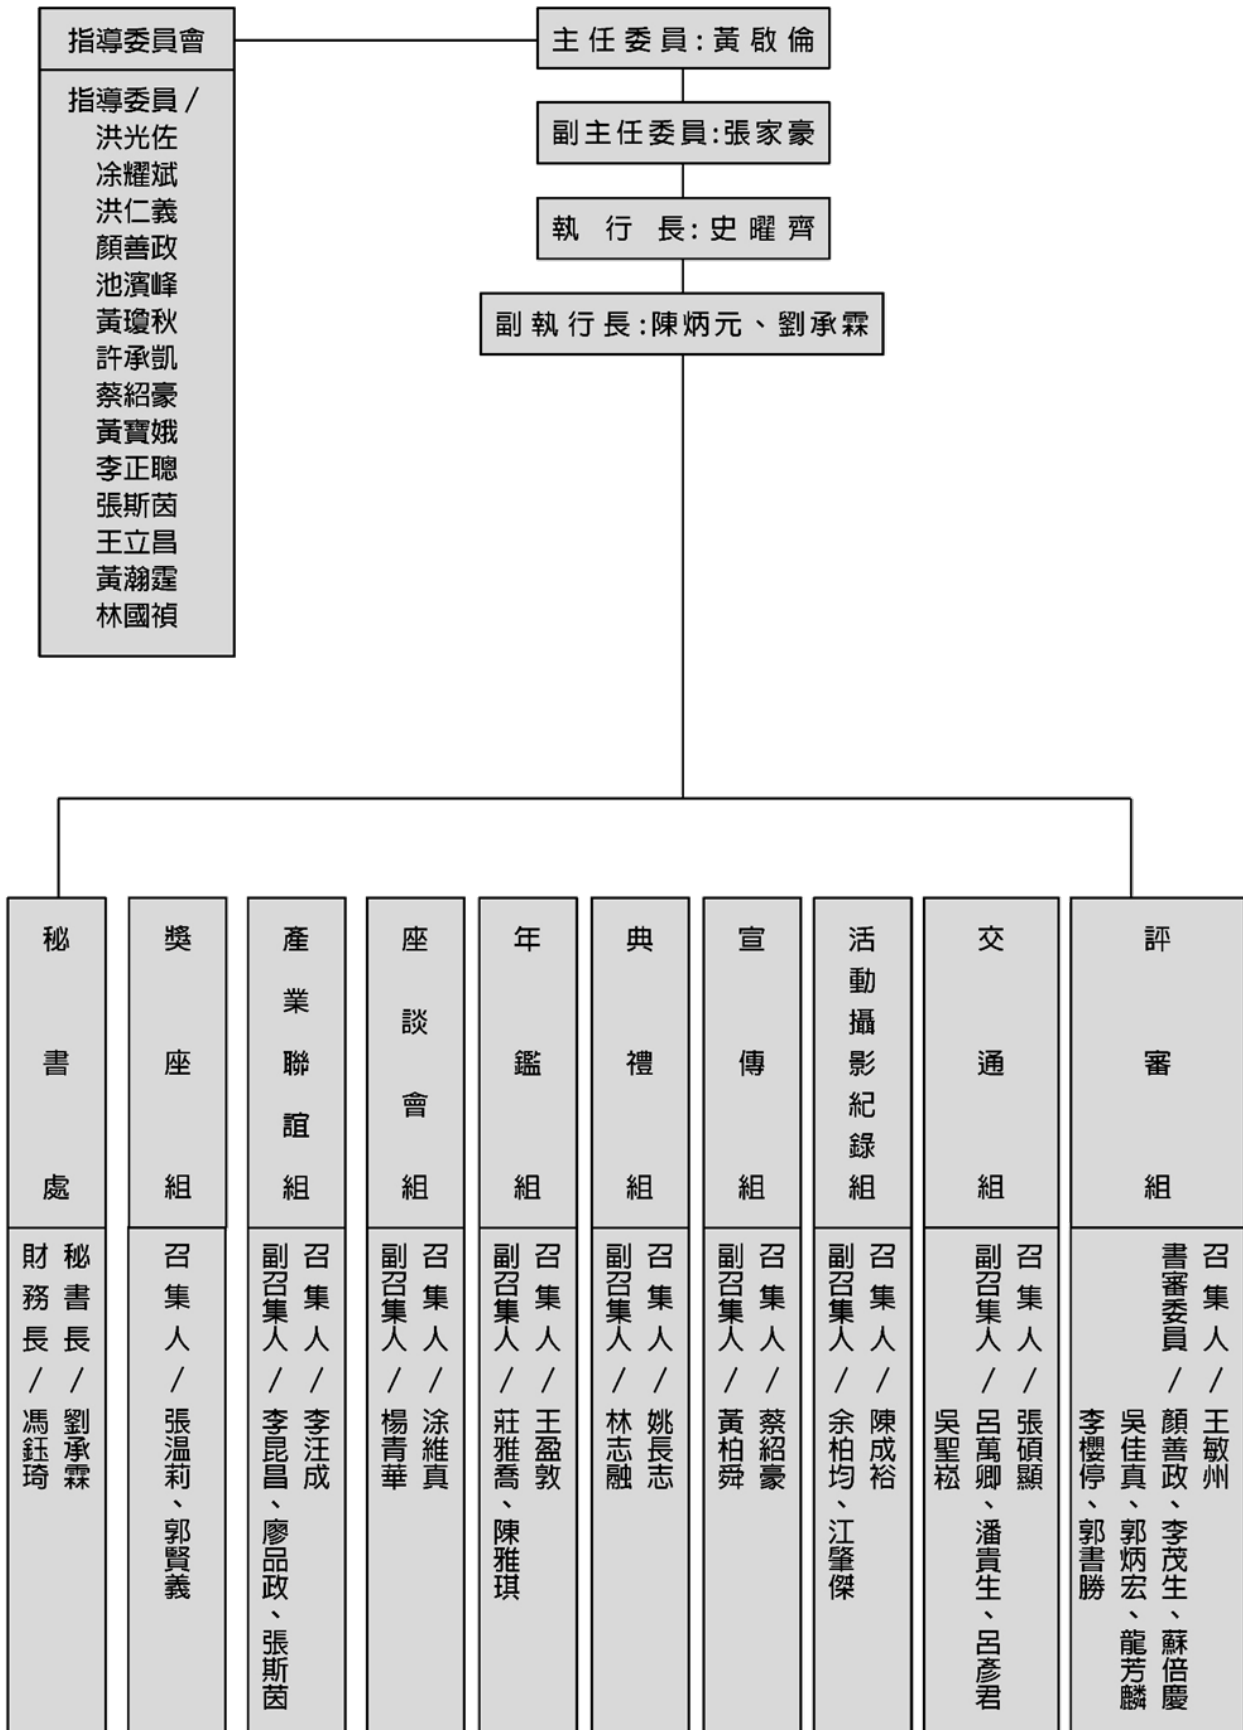 指導委員會
指導委員/
洪光佐
凃耀斌
洪仁義
顏善政
池濱峰
黃瓊秋
許承凱
蔡紹豪
黃寶娥
李正聰
張斯茵
王立昌
黃瀚霆
林國禎
主任委員:黃啟倫
副主任委員:張家豪
執行長:史曜齊
副執行長:陳炳元、劉承霖
秘書處
秘書長/劉承霖
財務長/馮鈺琦
獎座組
召集人/張溫莉、郭賢義
產業聯誼組
召集人/李汪成
副召集人/李昆昌、廖品政、張斯茵
座談會組
召集人/涂維真
副召集人/楊青華
年鑑組
召集人/王盈敦
副召集人/莊雅喬、陳雅琪
典禮組
召集人/姚長志
副召集人/林志融
宣傳組
召集人/蔡紹豪
副召集人/黃柏舜
活動攝影紀錄組
召集人/陳成裕
副召集人/余柏均、江肇傑
交通組
召集人/張碩顯
副召集人/呂萬卿、潘貴生、呂彥君
吳聖崧
評審組
召集人/王敏州
書審委員/顏善政、李茂生、蘇倍慶
吳佳真、郭炳宏、龍芳麟
李櫻停、郭書勝